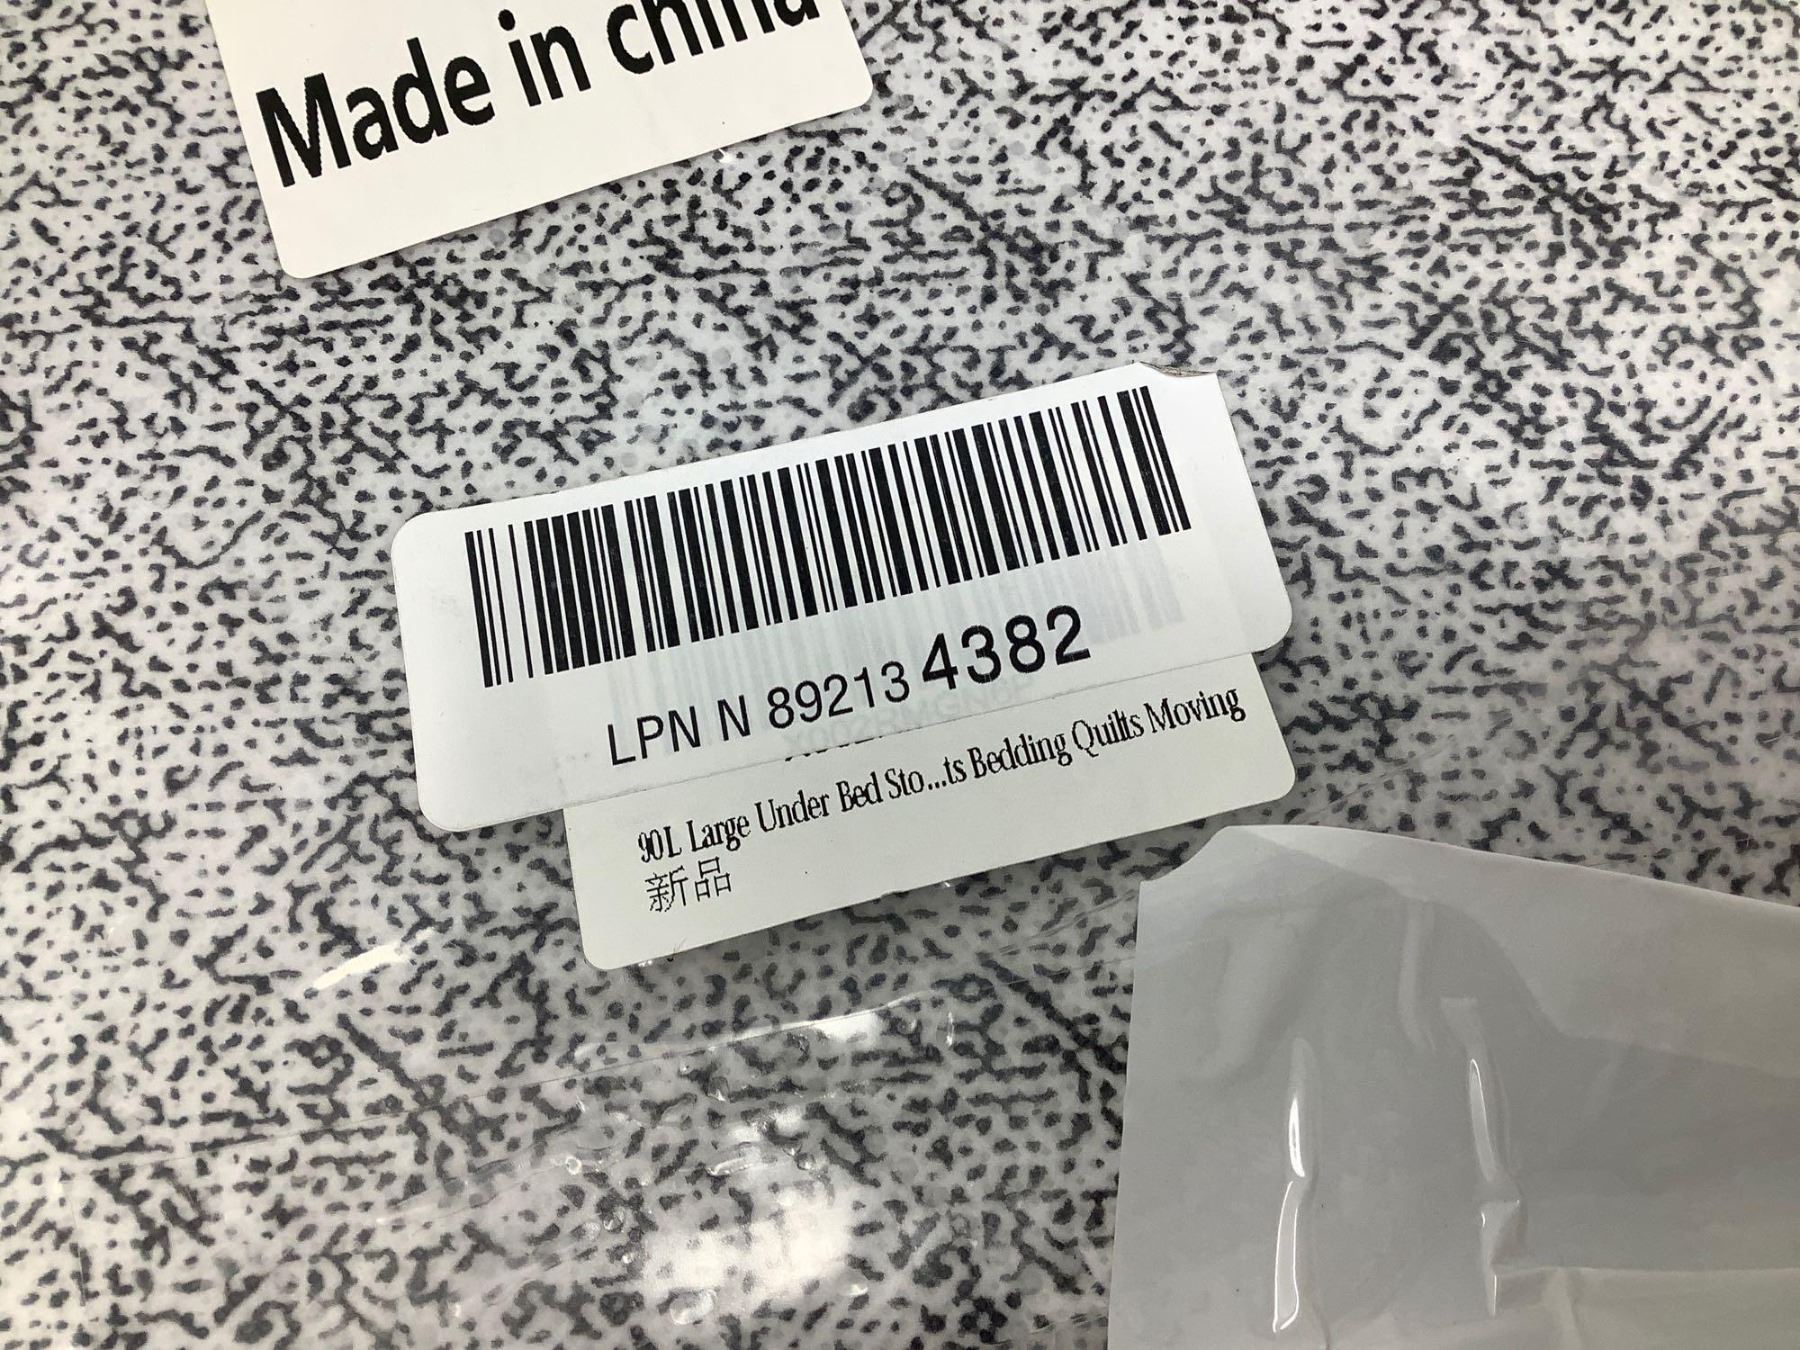 Made in china
LPN N 89213 4382
90L Large Under Bed Sto...ts Bedding Quilts Moving
新品